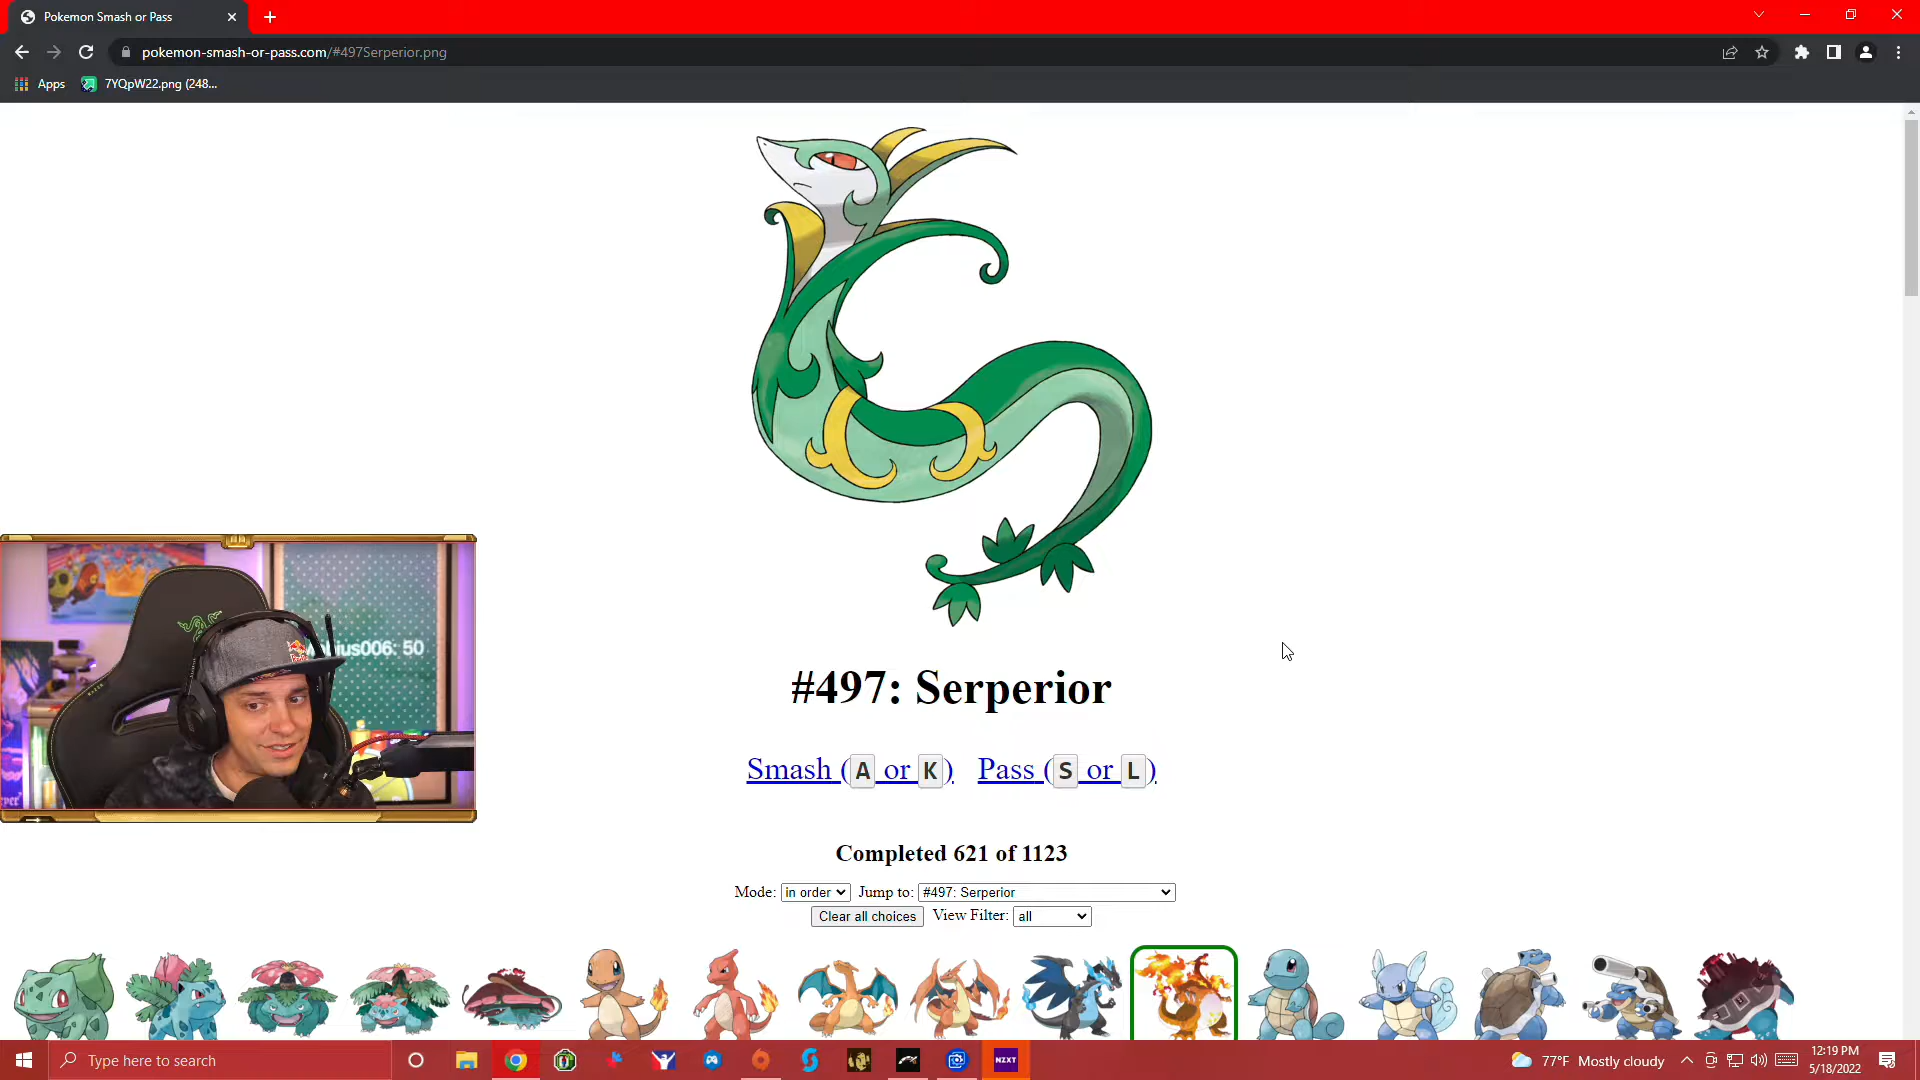 Pokemon Smash or Pass
pokemon-smash-or-pass.com/#497Serperior.png
Apps
7YQpW22.png (248...
ius006: 50
#497: Serperior
Smash (A or K) Pass (S or L)
Completed 621 of 1123
Mode: in order Jump to: #497: Serperior
Clear all choices View Filter: all
Type here to search
NZXT
77°F Mostly cloudy
12:19 PM
5/18/2022